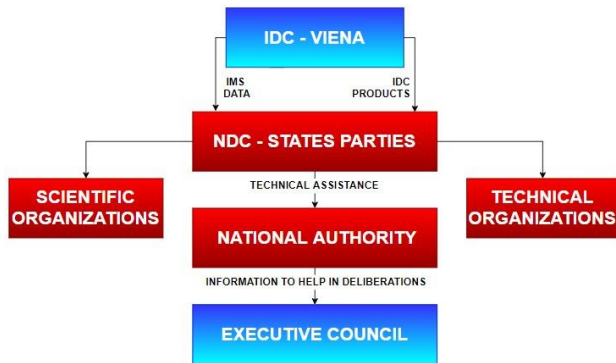 IDC - VIENA
IMS
DATA
IDC
PRODUCTS
NDC - STATES PARTIES
SCIENTIFIC
ORGANIZATIONS
TECHNICAL ASSISTANCE
TECHNICAL
ORGANIZATIONS
NATIONAL AUTHORITY
INFORMATION TO HELP IN DELIBERATIONS
EXECUTIVE COUNCIL